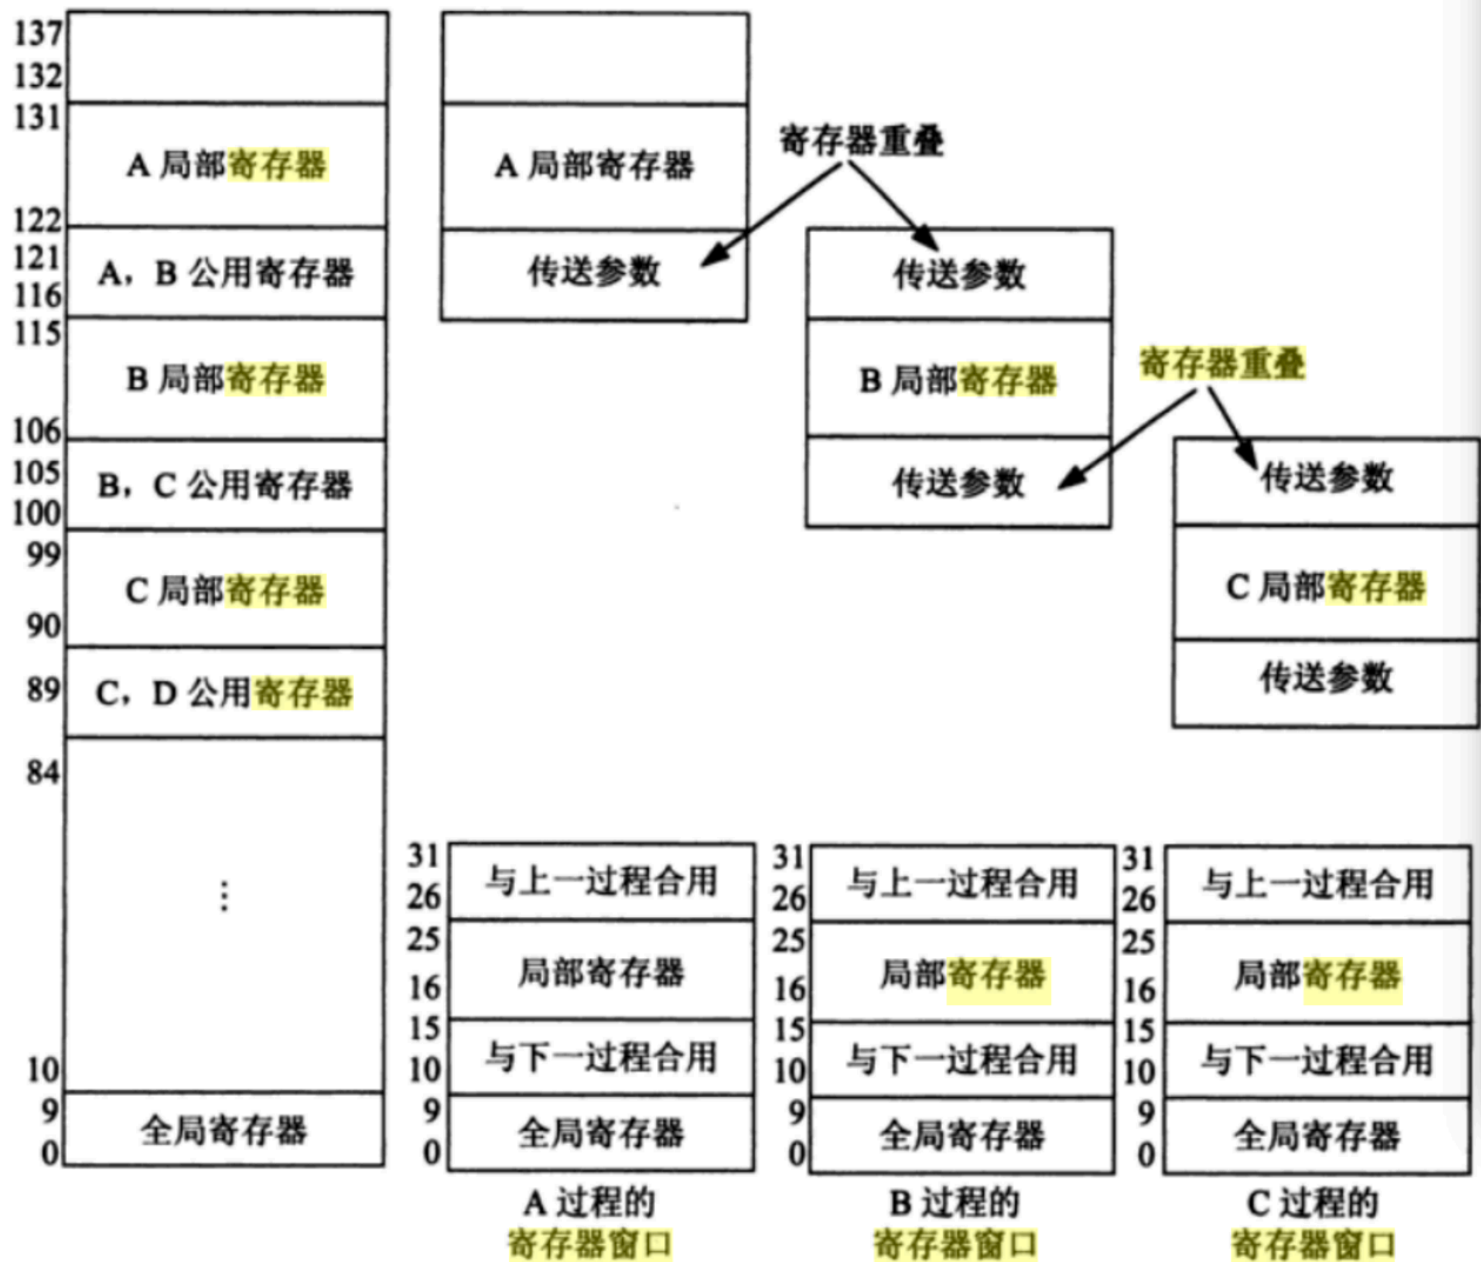 137
132
131
A 局部寄存器
122
121
A，B 公用寄存器
116
115
B 局部寄存器
106
105
B，C 公用寄存器
100
99
C 局部寄存器
90
89
C，D 公用寄存器
84
⋮
10
9
全局寄存器
0
A 局部寄存器
传送参数
寄存器重叠
传送参数
B 局部寄存器
传送参数
寄存器重叠
传送参数
C 局部寄存器
传送参数
31
与上一过程合用
26
25
局部寄存器
16
15
与下一过程合用
10
9
全局寄存器
0
A 过程的
寄存器窗口
31
与上一过程合用
26
25
局部寄存器
16
15
与下一过程合用
10
9
全局寄存器
0
B 过程的
寄存器窗口
31
与上一过程合用
26
25
局部寄存器
16
15
与下一过程合用
10
9
全局寄存器
0
C 过程的
寄存器窗口